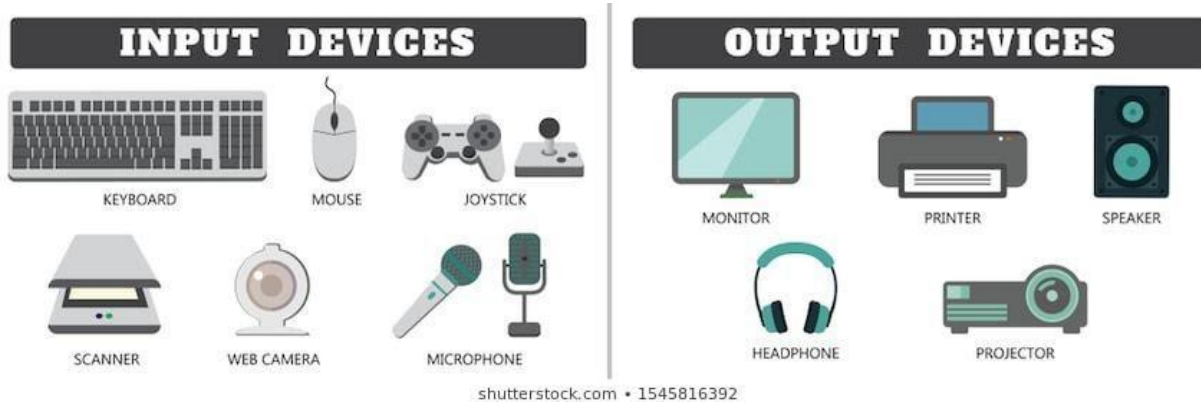 INPUT DEVICES
KEYBOARD
MOUSE
JOYSTICK
SCANNER
WEB CAMERA
MICROPHONE
OUTPUT DEVICES
MONITOR
PRINTER
SPEAKER
HEADPHONE
PROJECTOR
shutterstock.com • 1545816392